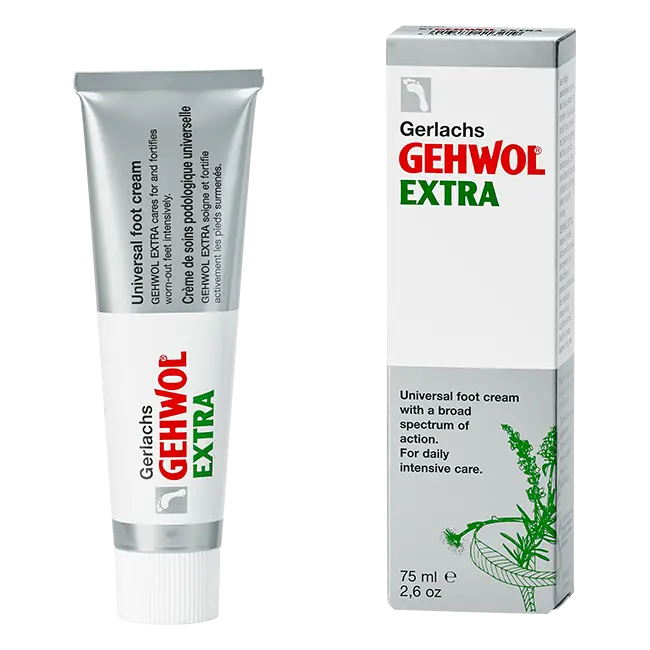 Universal foot cream
GEHWOL EXTRA cares for and fortifies
worn-out feet intensively.
Crème de soins podologique universelle
GEHWOL EXTRA soigne et fortifie
activement les pieds surmenés.
Gerlachs
GEHWOL®
EXTRA
Gerlachs
GEHWOL®
EXTRA
Universal foot cream
with a broad
spectrum of
action.
For daily
intensive care.
75 ml ℮
2,6 oz